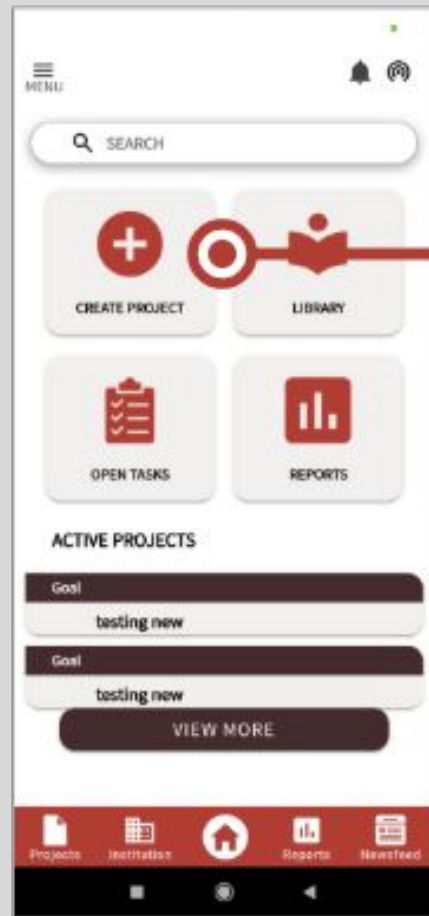 MENU
SEARCH
CREATE PROJECT
LIBRARY
OPEN TASKS
REPORTS
ACTIVE PROJECTS
Goal
testing new
Goal
testing new
VIEW MORE
Projects
Institution
Reports
Newsfeed